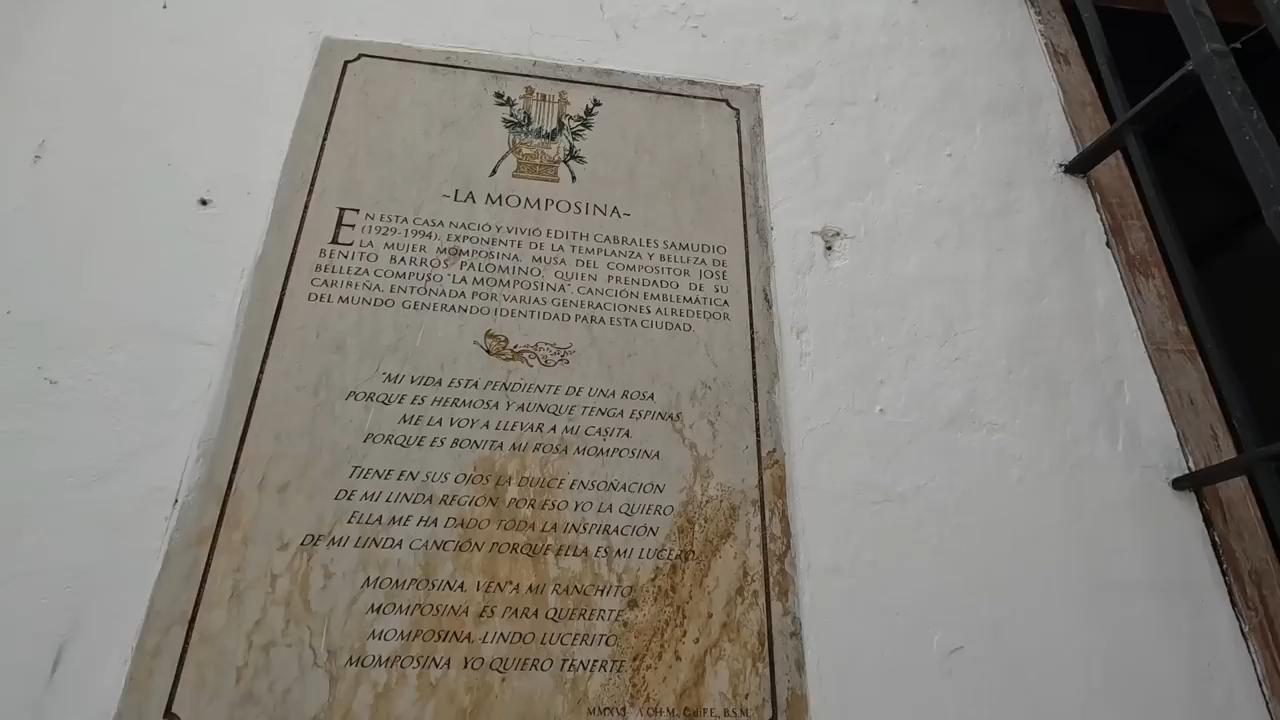 ~LA MOMPOSINA~
EN ESTA CASA NACIÓ Y VIVIÓ EDITH CABRALES SAMUDIO
(1929-1994), EXPONENTE DE LA TEMPLANZA Y BELLEZA DE
LA MUJER MOMPOSINA, MUSA DEL COMPOSITOR JOSÉ
BENITO BARROS PALOMINO, QUIEN PRENDADO DE SU
BELLEZA COMPUSO "LA MOMPOSINA", CANCIÓN EMBLEMÁTICA
CARIBEÑA, ENTONADA POR VARIAS GENERACIONES ALREDEDOR
DEL MUNDO GENERANDO IDENTIDAD PARA ESTA CIUDAD.
"MI VIDA ESTÁ PENDIENTE DE UNA ROSA
PORQUE ES HERMOSA Y AUNQUE TENGA ESPINAS
ME LA VOY A LLEVAR A MI CASITA,
PORQUE ES BONITA MI ROSA MOMPOSINA
TIENE EN SUS OJOS LA DULCE ENSOÑACIÓN
DE MI LINDA REGIÓN POR ESO YO LA QUIERO
ELLA ME HA DADO TODA LA INSPIRACIÓN
DE MI LINDA CANCIÓN PORQUE ELLA ES MI LUCERO
MOMPOSINA, VEN A MI RANCHITO
MOMPOSINA ES PARA QUERERTE
MOMPOSINA, LINDO LUCERITO
MOMPOSINA YO QUIERO TENERTE
MMXVI B.S.M.